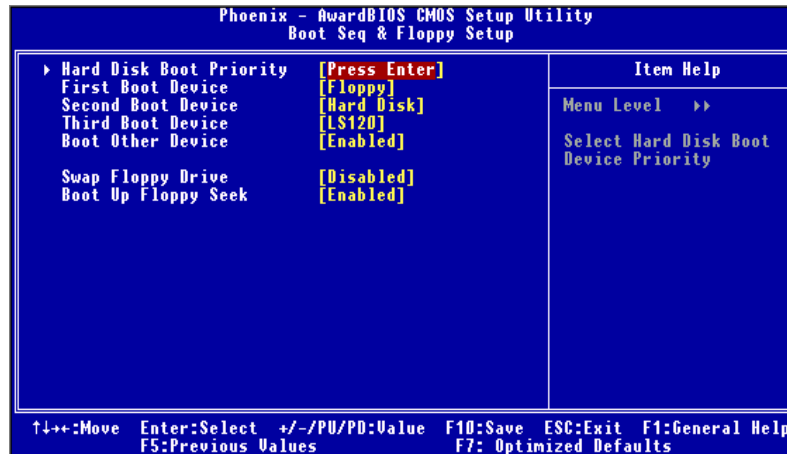 Phoenix - AwardBIOS CMOS Setup Utility
Boot Seq & Floppy Setup
▸ Hard Disk Boot Priority [Press Enter]
First Boot Device [Floppy]
Second Boot Device [Hard Disk]
Third Boot Device [LS120]
Boot Other Device [Enabled]
Swap Floppy Drive [Disabled]
Boot Up Floppy Seek [Enabled]
Item Help
Menu Level ▸▸
Select Hard Disk Boot
Device Priority
↑↓→←:Move Enter:Select +/-/PU/PD:Value F10:Save ESC:Exit F1:General Help
F5:Previous Values F7: Optimized Defaults